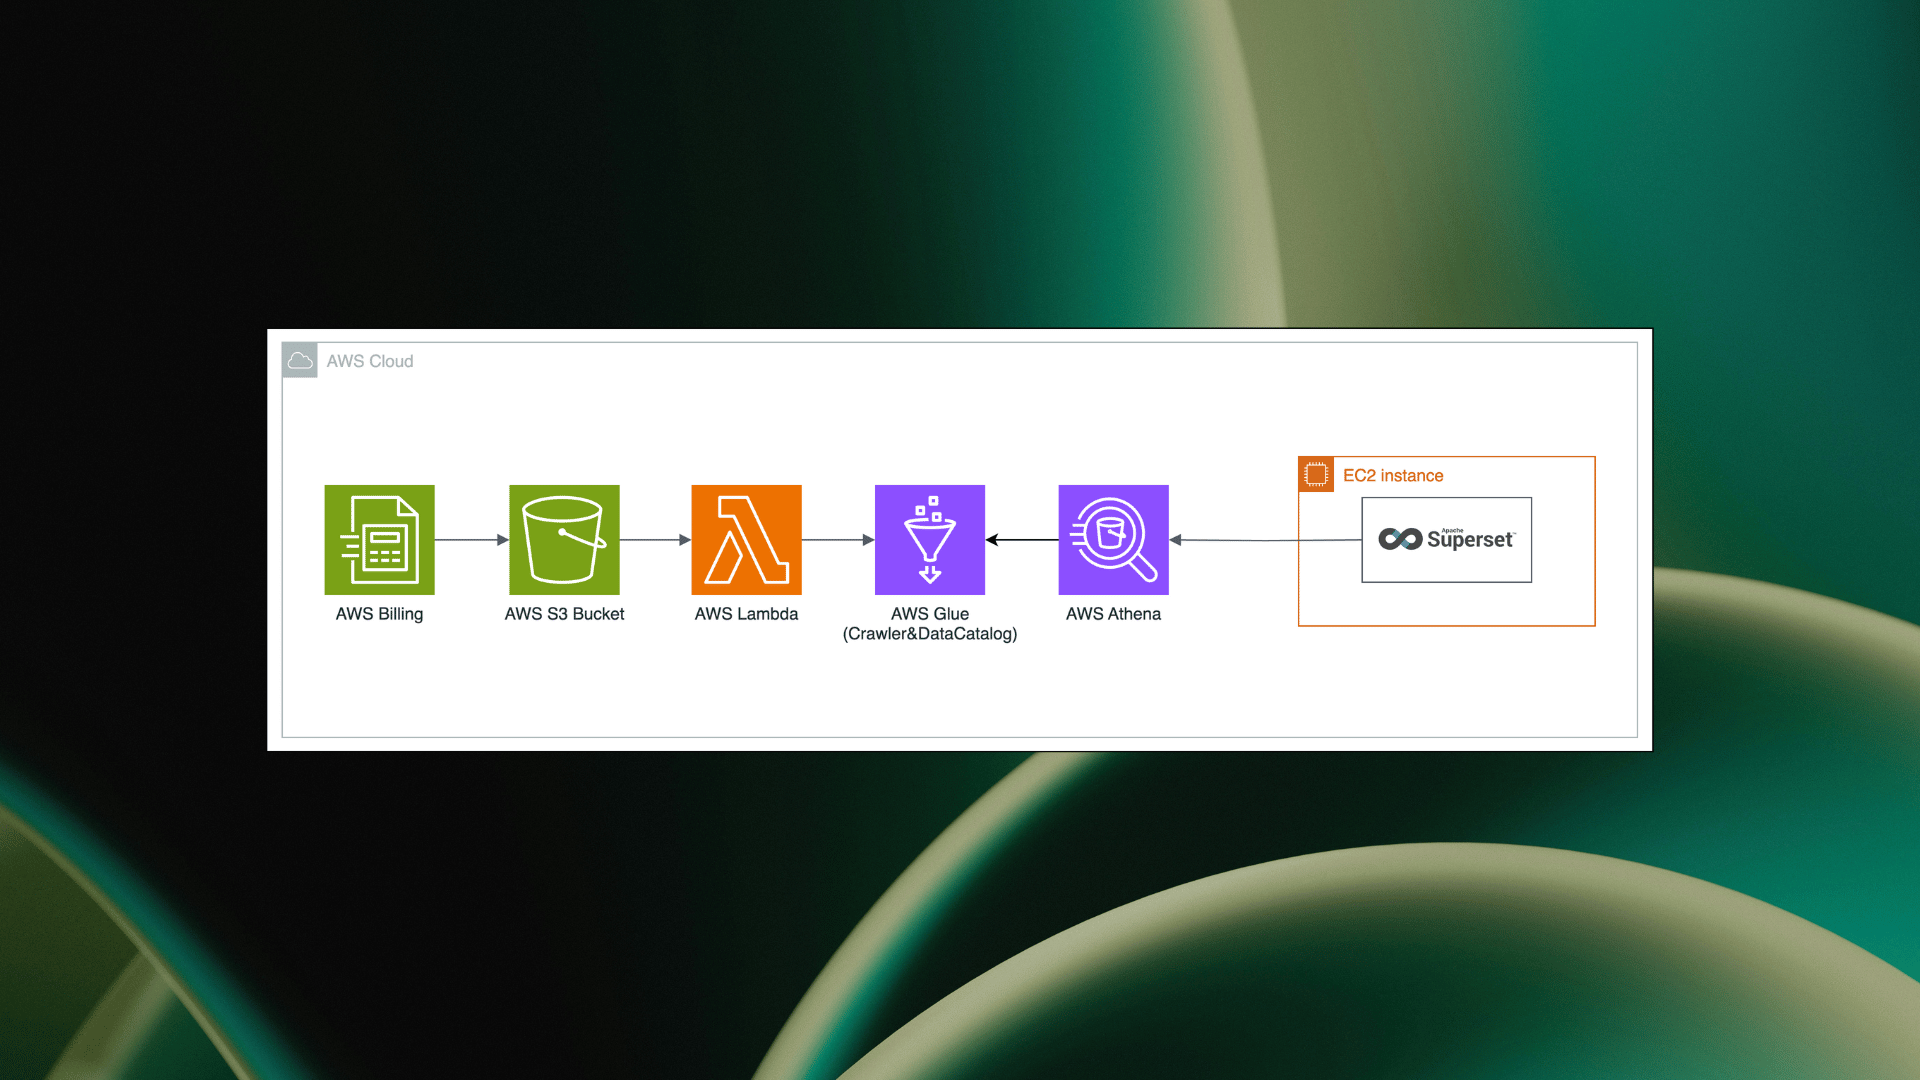 AWS Cloud
EC2 instance
Apache
Superset™
AWS Billing
AWS S3 Bucket
AWS Lambda
AWS Glue
(Crawler&DataCatalog)
AWS Athena